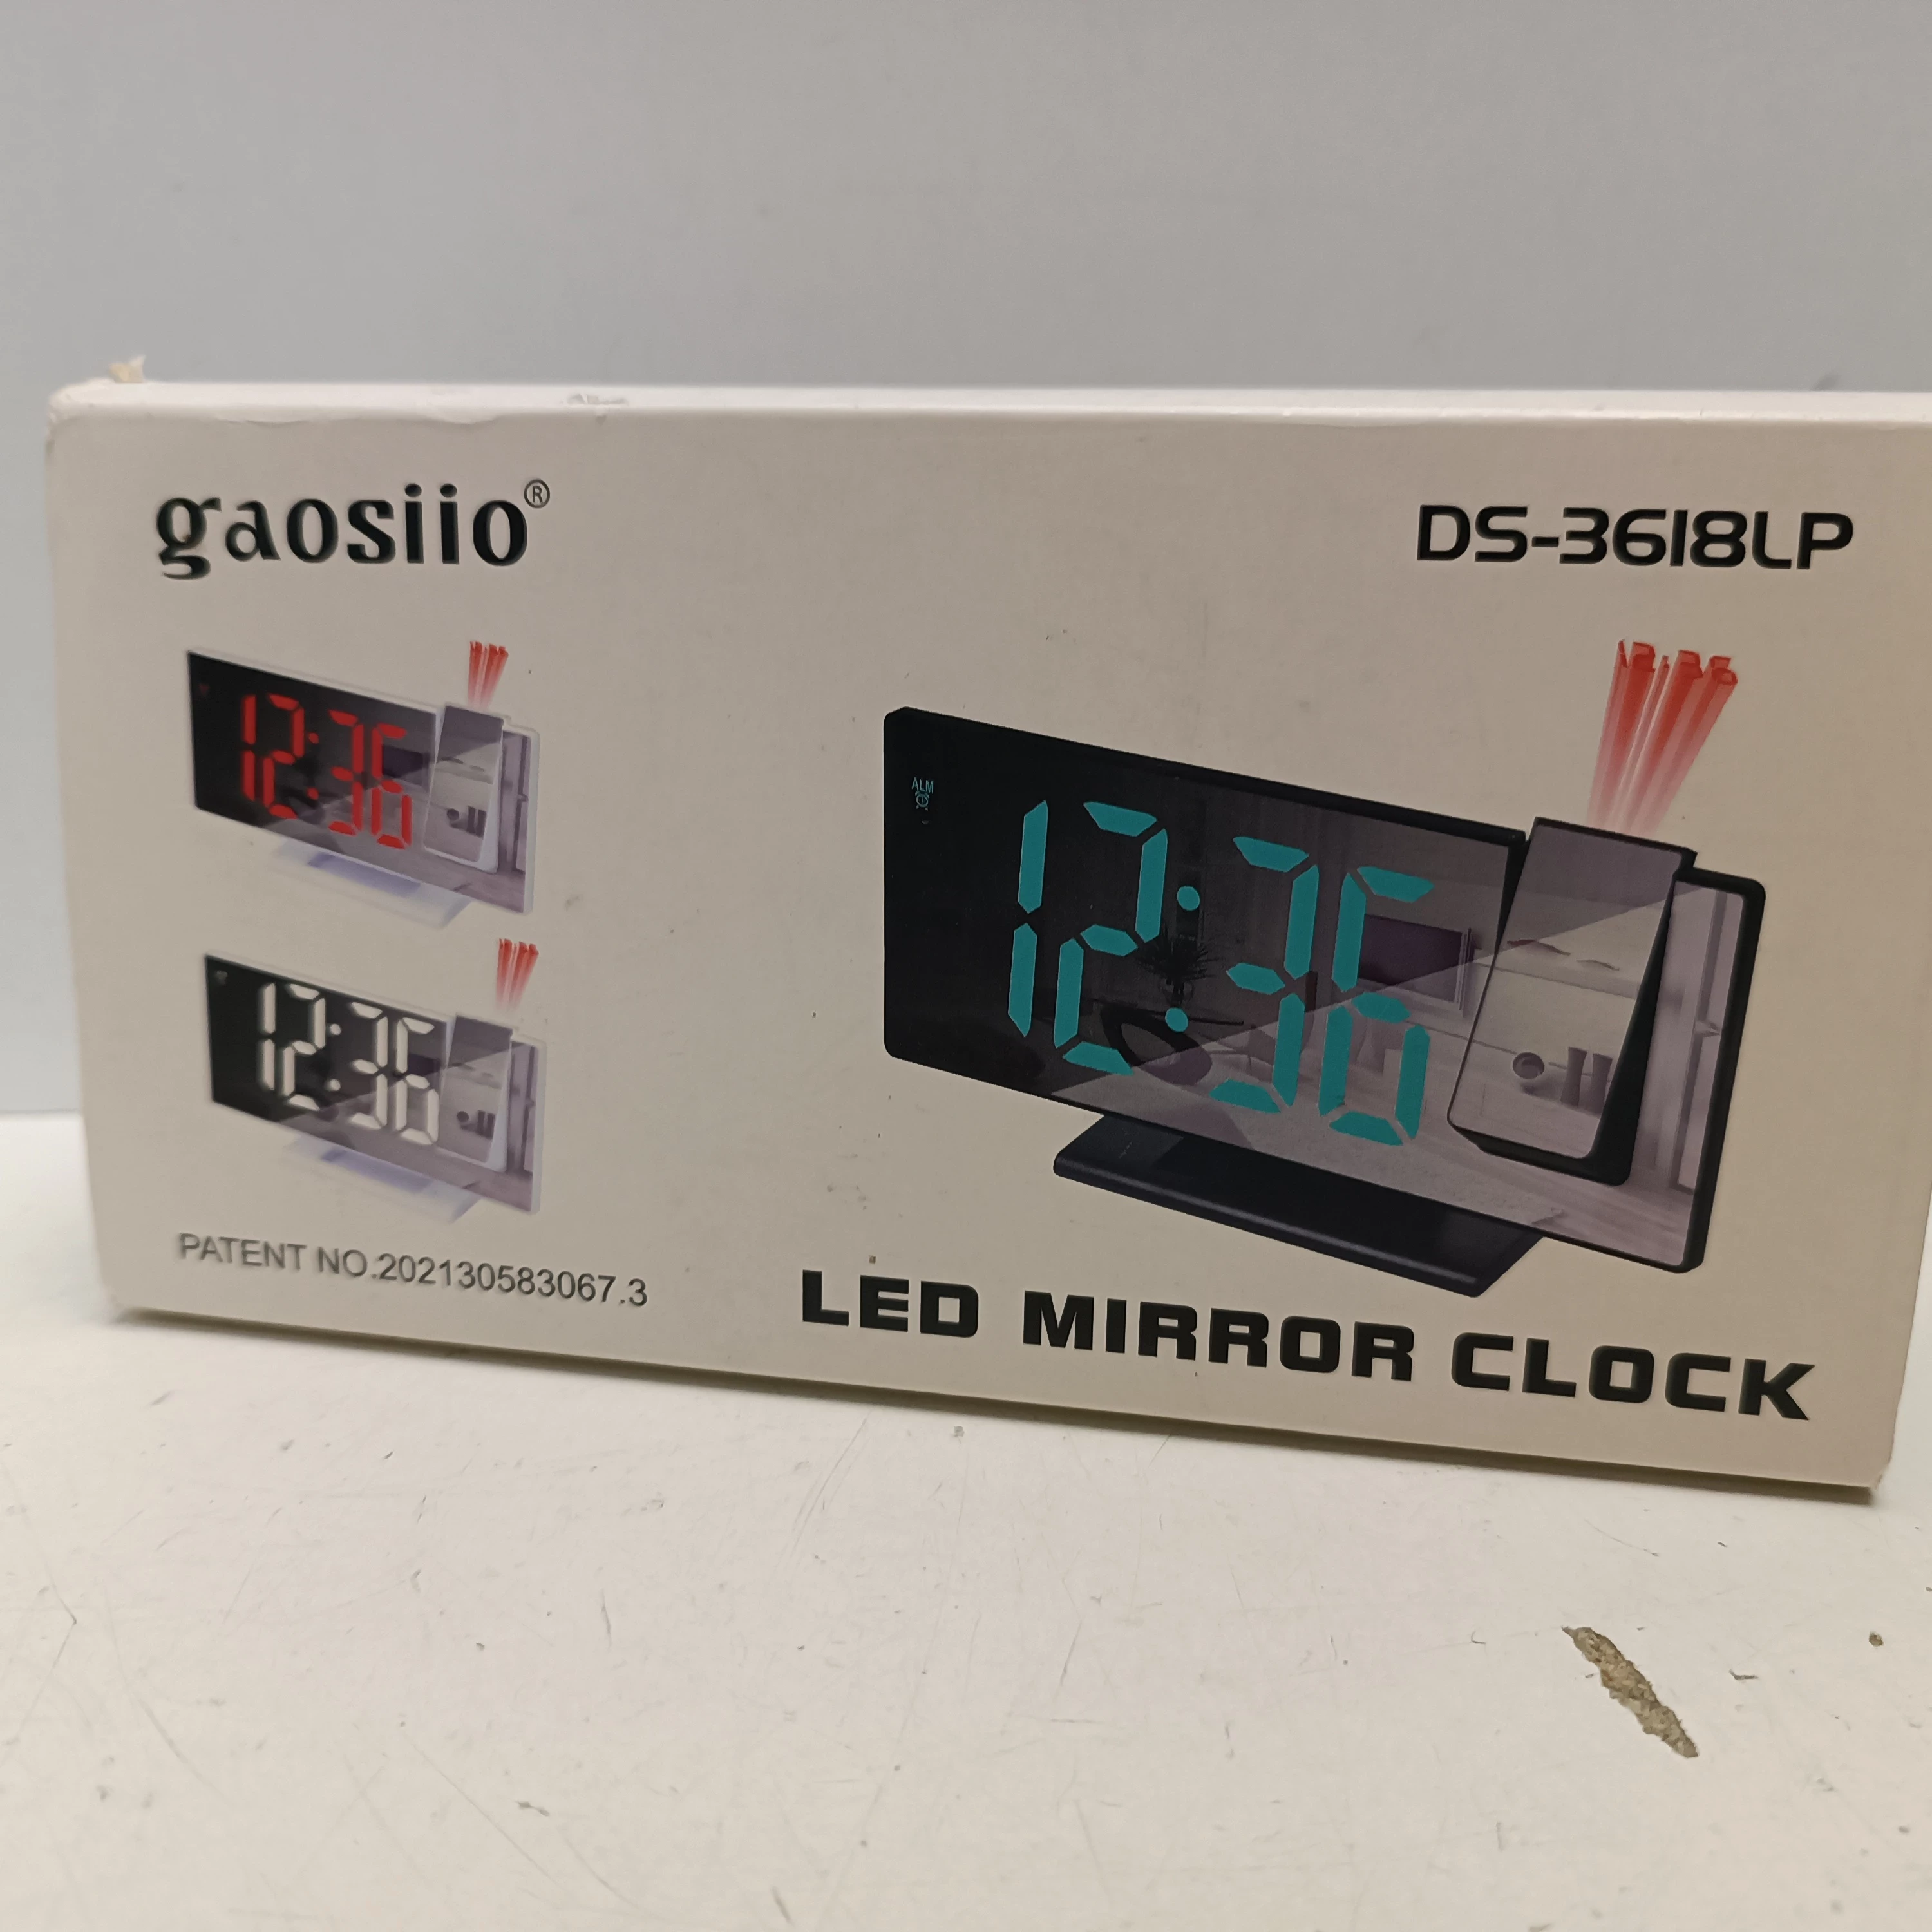 gaosiio®
DS-3618LP
12:36
ALM
12:36
12:36
PATENT NO.202130583067.3
LED MIRROR CLOCK